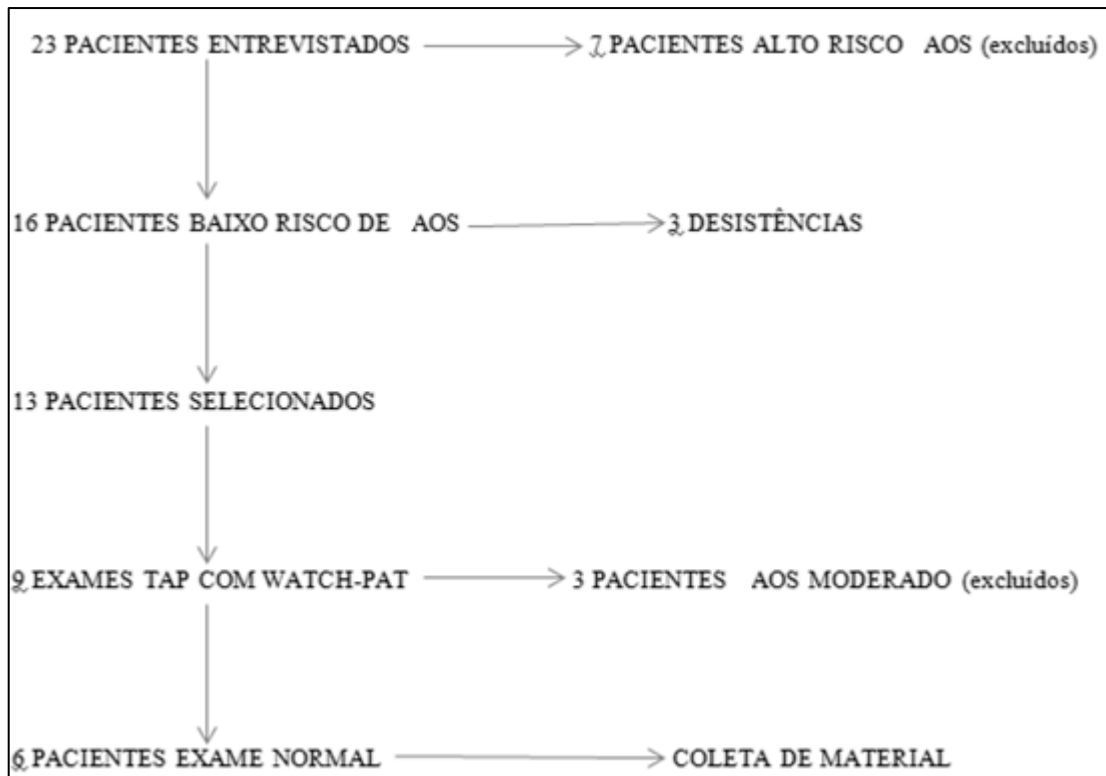 23 PACIENTES ENTREVISTADOS 7 PACIENTES ALTO RISCO AOS (excluídos)
16 PACIENTES BAIXO RISCO DE AOS 3 DESISTÊNCIAS
13 PACIENTES SELECIONADOS
9 EXAMES TAP COM WATCH-PAT 3 PACIENTES AOS MODERADO (excluídos)
6 PACIENTES EXAME NORMAL COLETA DE MATERIAL